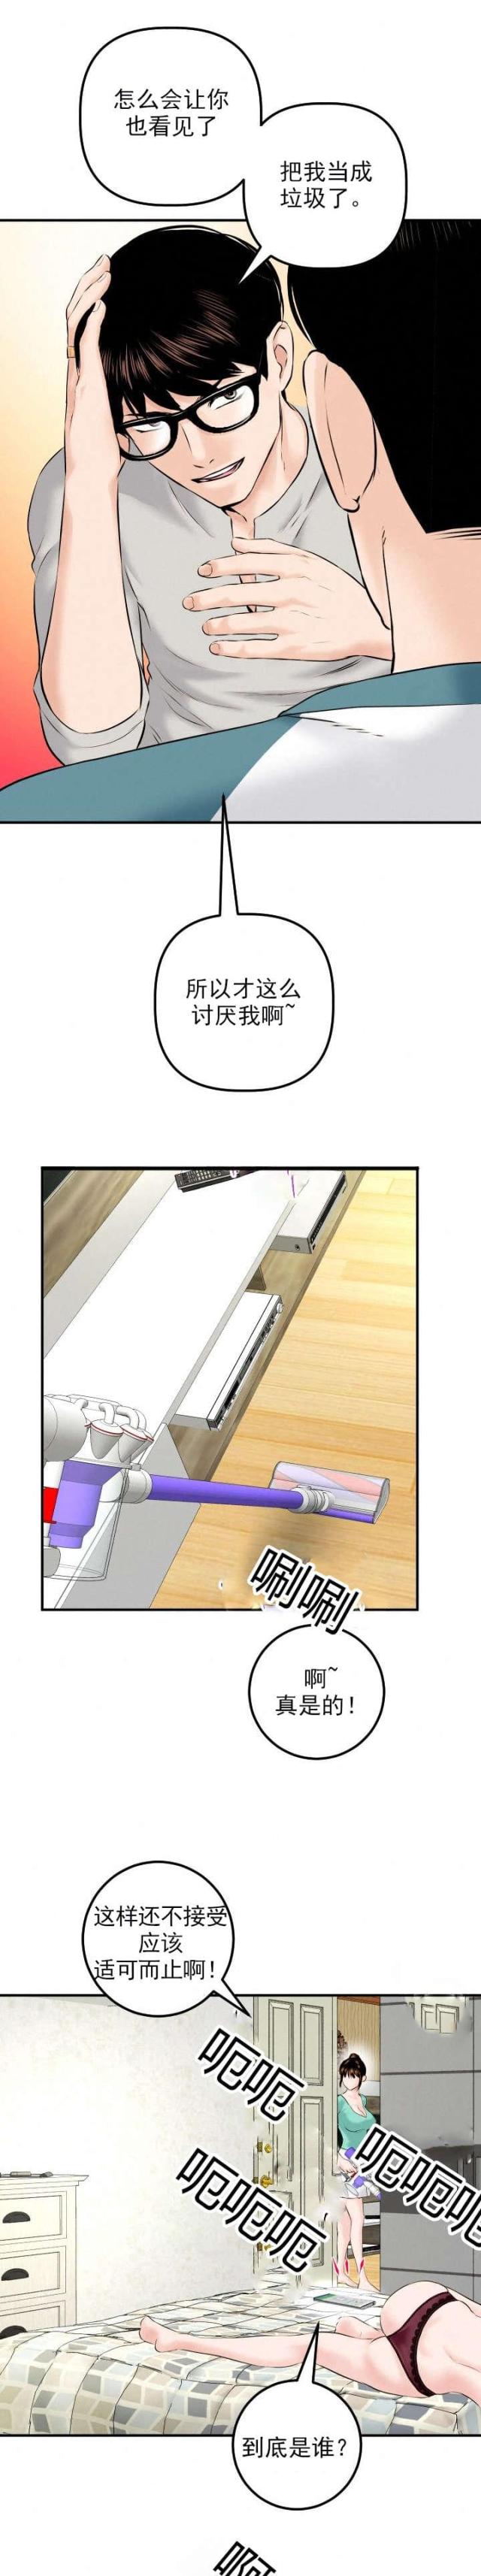 怎么会让你
也看见了
把我当成
垃圾了。
所以才这么
讨厌我啊~
唰唰
啊~
真是的!
这样还不接受
应该
适可而止啊!
呃呃
呃呃呃
呃呃呃
到底是谁?
啊